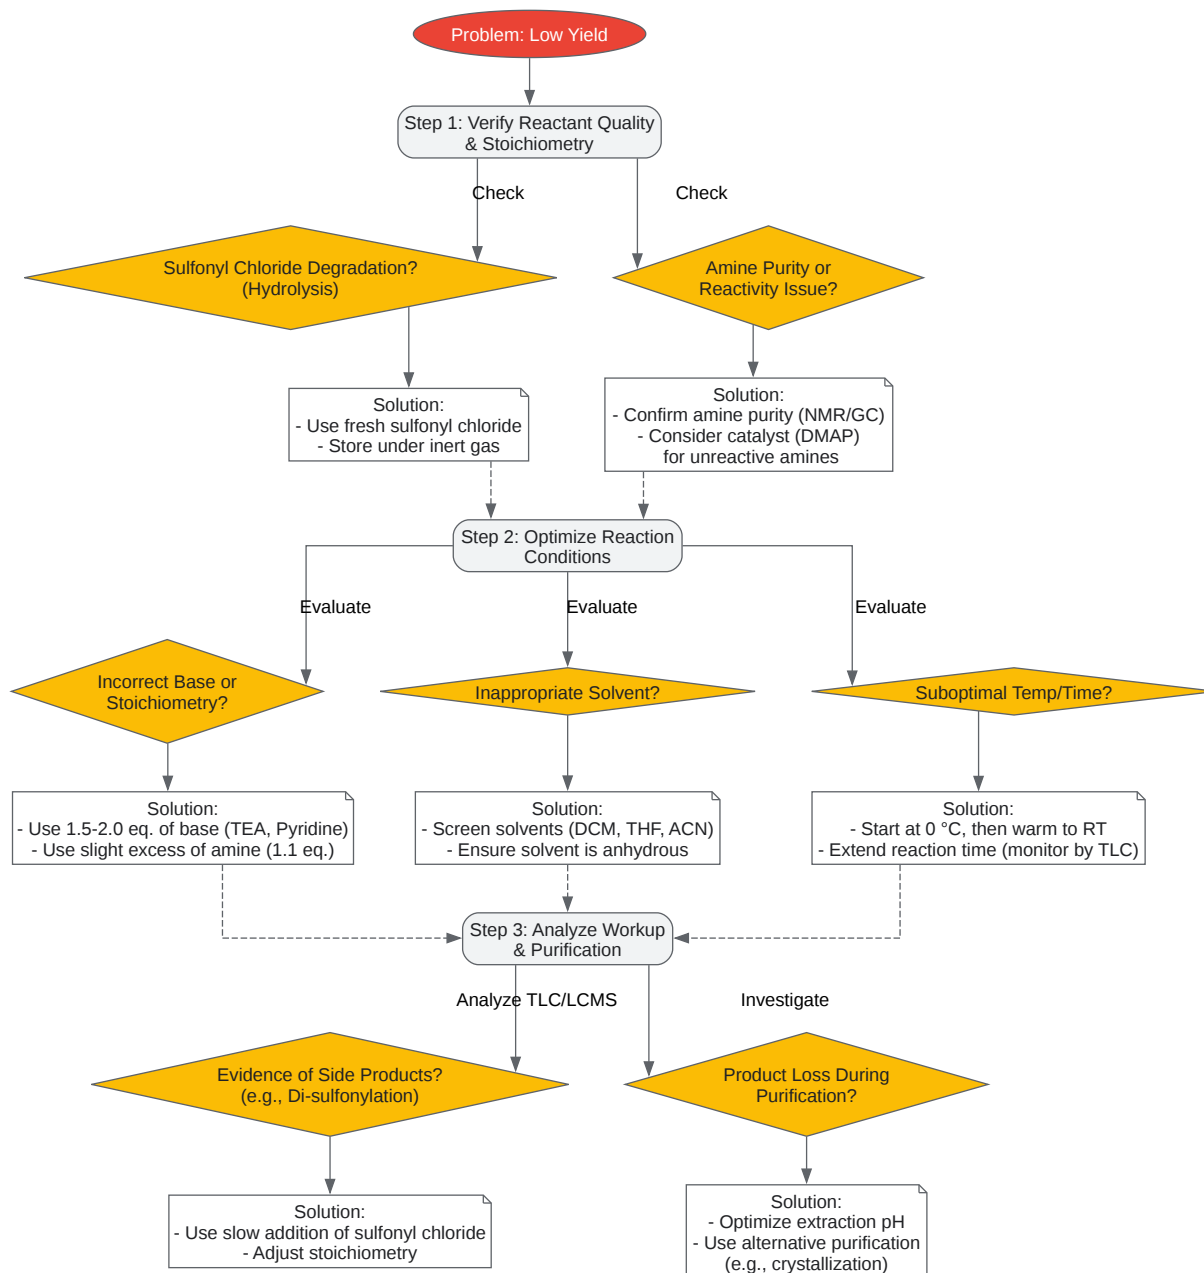 Problem: Low Yield
Step 1: Verify Reactant Quality
& Stoichiometry
Check
Check
Sulfonyl Chloride Degradation?
(Hydrolysis)
Amine Purity or
Reactivity Issue?
Solution:
- Use fresh sulfonyl chloride
- Store under inert gas
Solution:
- Confirm amine purity (NMR/GC)
- Consider catalyst (DMAP)
for unreactive amines
Step 2: Optimize Reaction
Conditions
Evaluate
Evaluate
Evaluate
Incorrect Base or
Stoichiometry?
Inappropriate Solvent?
Suboptimal Temp/Time?
Solution:
- Use 1.5-2.0 eq. of base (TEA, Pyridine)
- Use slight excess of amine (1.1 eq.)
Solution:
- Screen solvents (DCM, THF, ACN)
- Ensure solvent is anhydrous
Solution:
- Start at 0 °C, then warm to RT
- Extend reaction time (monitor by TLC)
Step 3: Analyze Workup
& Purification
Analyze TLC/LCMS
Investigate
Evidence of Side Products?
(e.g., Di-sulfonylation)
Product Loss During
Purification?
Solution:
- Use slow addition of sulfonyl chloride
- Adjust stoichiometry
Solution:
- Optimize extraction pH
- Use alternative purification
(e.g., crystallization)